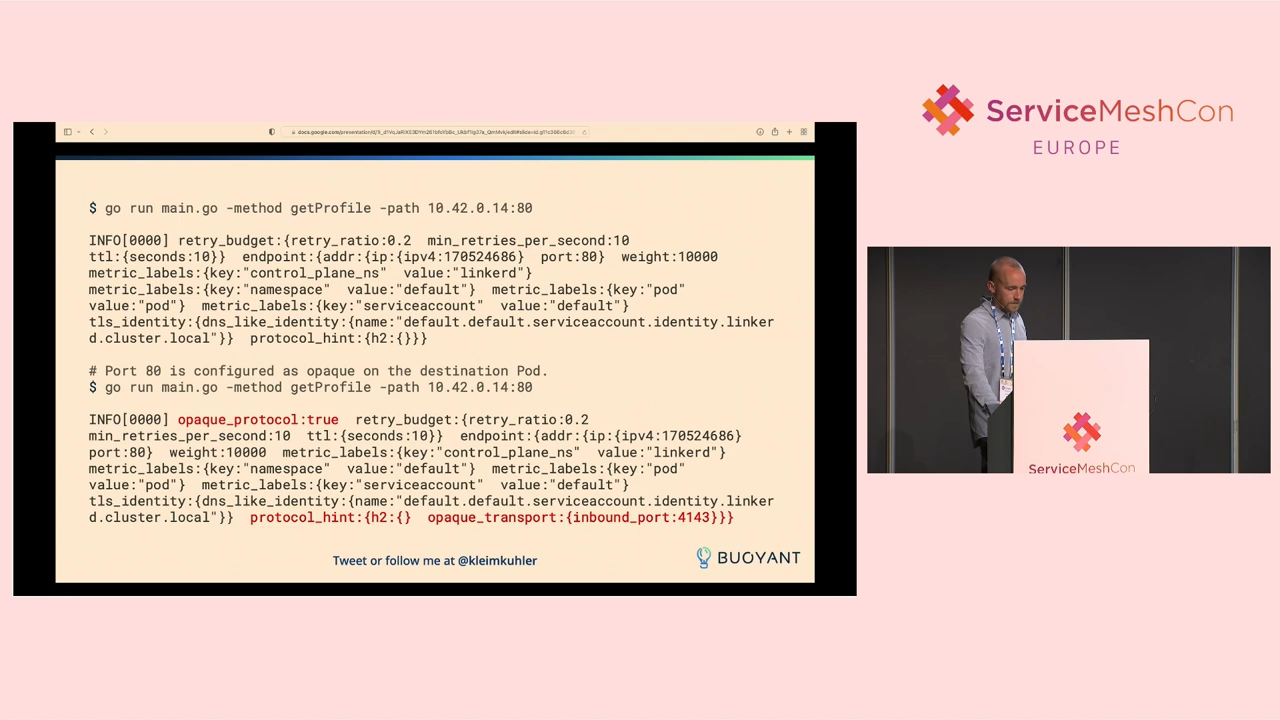 $ go run main.go -method getProfile -path 10.42.0.14:80
INFO[0000] retry_budget:{retry_ratio:0.2  min_retries_per_second:10
ttl:{seconds:10}}  endpoint:{addr:{ip:{ipv4:170524686}  port:80}  weight:10000
metric_labels:{key:"control_plane_ns"  value:"linkerd"}
metric_labels:{key:"namespace"  value:"default"}  metric_labels:{key:"pod"
value:"pod"}  metric_labels:{key:"serviceaccount"  value:"default"}
tls_identity:{dns_like_identity:{name:"default.default.serviceaccount.identity.linker
d.cluster.local"}}  protocol_hint:{h2:{}}}
# Port 80 is configured as opaque on the destination Pod.
$ go run main.go -method getProfile -path 10.42.0.14:80
INFO[0000] opaque_protocol:true  retry_budget:{retry_ratio:0.2
min_retries_per_second:10  ttl:{seconds:10}}  endpoint:{addr:{ip:{ipv4:170524686}
port:80}  weight:10000  metric_labels:{key:"control_plane_ns"  value:"linkerd"}
metric_labels:{key:"namespace"  value:"default"}  metric_labels:{key:"pod"
value:"pod"}  metric_labels:{key:"serviceaccount"  value:"default"}
tls_identity:{dns_like_identity:{name:"default.default.serviceaccount.identity.linker
d.cluster.local"}}  protocol_hint:{h2:{}  opaque_transport:{inbound_port:4143}}}
Tweet or follow me at @kleimkuhler
BUOYANT
ServiceMeshCon
EUROPE
ServiceMeshCon